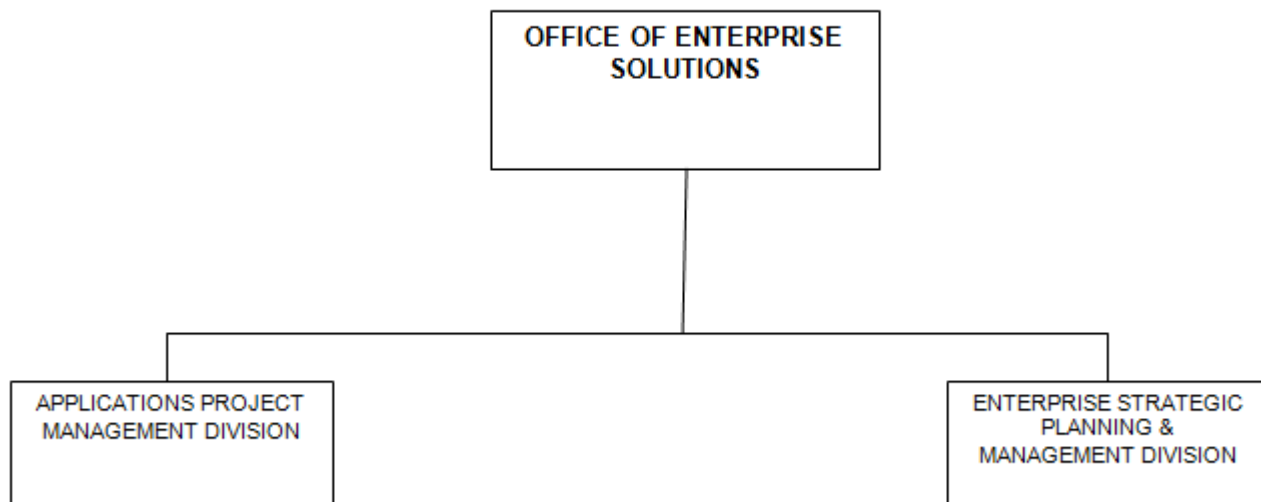 OFFICE OF ENTERPRISE
SOLUTIONS
APPLICATIONS PROJECT
MANAGEMENT DIVISION
ENTERPRISE STRATEGIC
PLANNING &
MANAGEMENT DIVISION